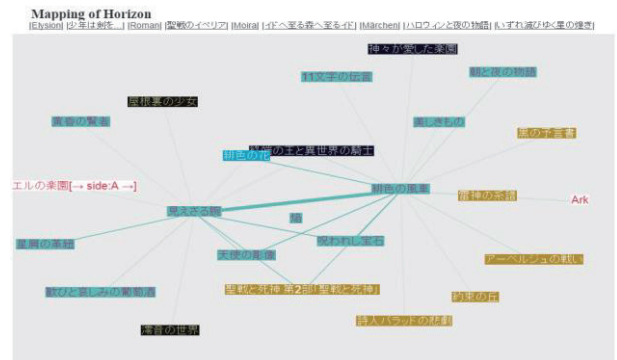 Mapping of Horizon
|Elysion| |少年は剣を...| |Roman| |聖戦のイベリア| |Moira| |イドへ至る森へ至るイド| |Märchen| |ハロウィンと夜の物語| |いずれ滅びゆく星の煌き|
神々が愛した楽園
11文字の伝言
朝と夜の物語
屋根裏の少女
黄昏の賢者
美しきもの
黒の予言書
の王と異世界の騎士
緋色の花
エルの楽園[→ side:A →]
緋色の風車
雷神の系譜
Ark
見えざる腕
焔
呪われし宝石
星屑の革紐
天使の彫像
アーベルジュの戦い
歓びと哀しみの葡萄酒
聖戦と死神 第2部「聖戦と死神」
約束の丘
詩人バラッドの悲劇
澪音の世界